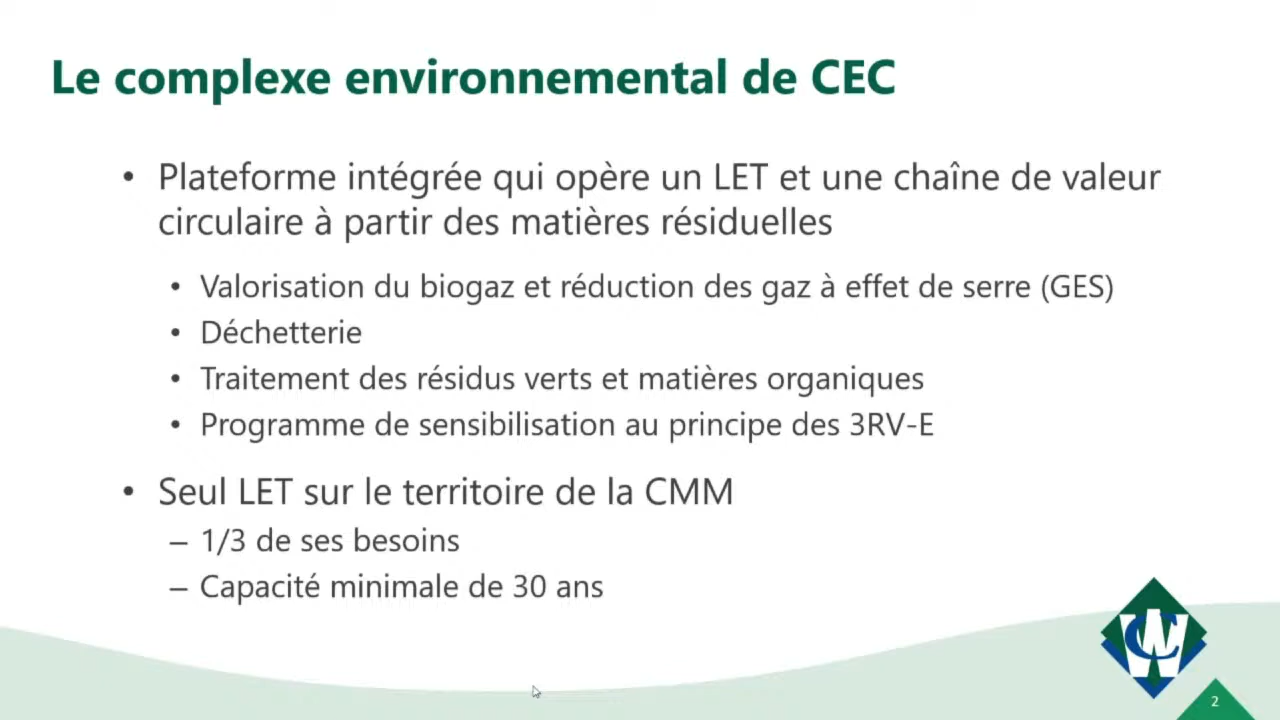 Le complexe environnemental de CEC
• Plateforme intégrée qui opère un LET et une chaîne de valeur
circulaire à partir des matières résiduelles
• Valorisation du biogaz et réduction des gaz à effet de serre (GES)
• Déchetterie
• Traitement des résidus verts et matières organiques
• Programme de sensibilisation au principe des 3RV-E
• Seul LET sur le territoire de la CMM
– 1/3 de ses besoins
– Capacité minimale de 30 ans
WC
2